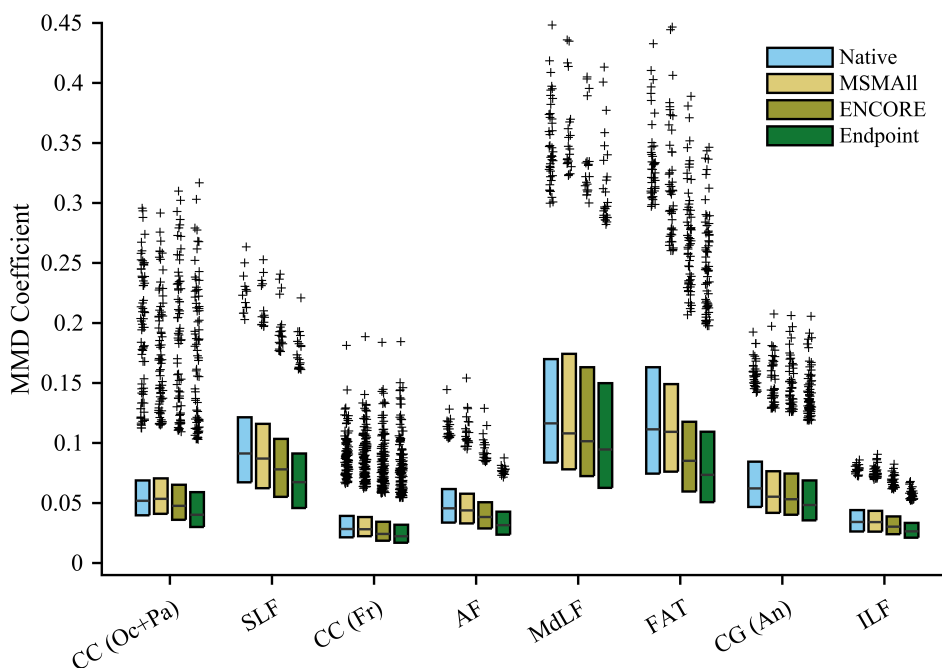 MMD Coefficient
0.45
0.4
0.35
0.3
0.25
0.2
0.15
0.1
0.05
0
Native
MSMAll
ENCORE
Endpoint
CC (Oc+Pa)
SLF
CC (Fr)
AF
MdLF
FAT
CG (An)
ILF